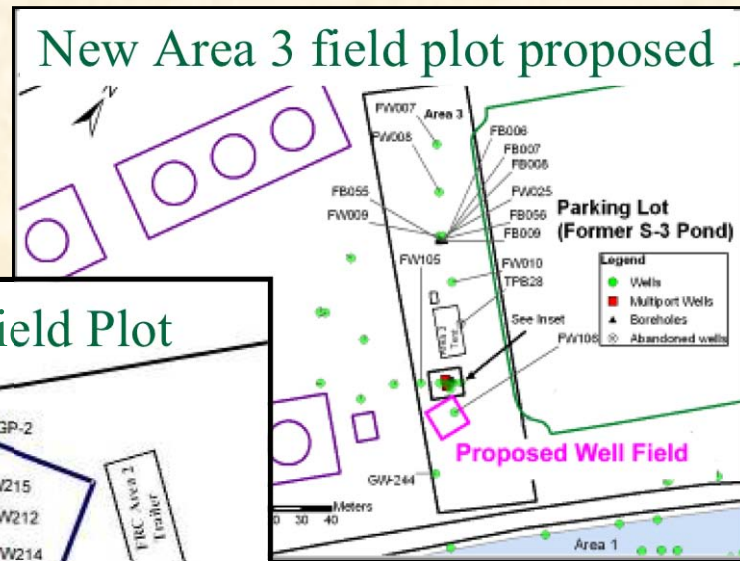 New Area 3 field plot proposed
N
FW007
Area 3
FW008
FB006
FB007
FB008
FB055
FW025
FW009
FB056
FB009
Parking Lot
(Former S-3 Pond)
FW105
FW010
TPB28
Legend
Wells
Multiport Wells
Boreholes
Abandoned wells
Area 2
See Inset
FW106
Proposed Well Field
GW-244
Meters
30 40
Area 1
ield Plot
GP-2
W215
W212
W214
FRC Area 2
Trailer